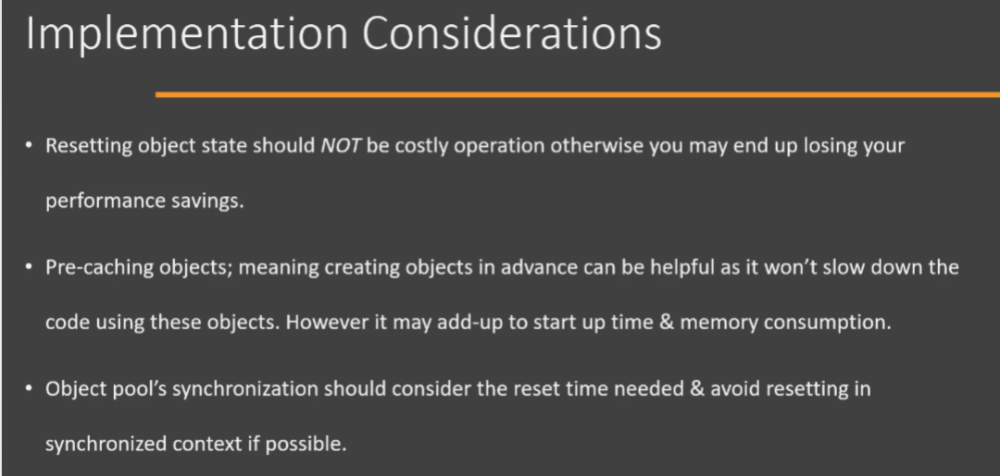 Implementation Considerations
• Resetting object state should NOT be costly operation otherwise you may end up losing your
performance savings.
• Pre-caching objects; meaning creating objects in advance can be helpful as it won’t slow down the
code using these objects. However it may add-up to start up time & memory consumption.
• Object pool’s synchronization should consider the reset time needed & avoid resetting in
synchronized context if possible.